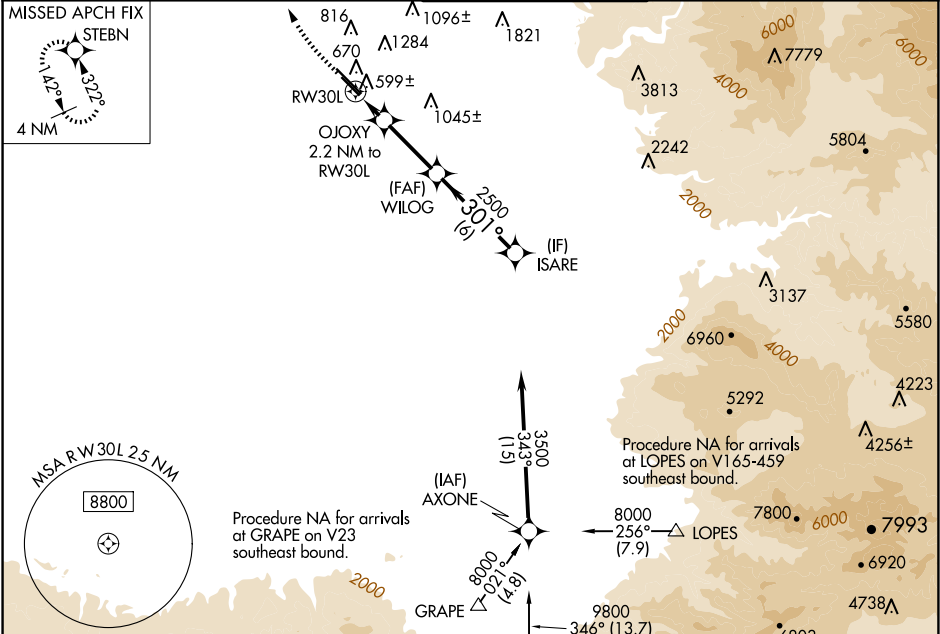 MISSED APCH FIX
STEBN
142°
322°
4 NM
816
1096±
1821
1284
670
599±
RW30L
1045±
OJOXY
2.2 NM to
RW30L
(FAF)
WILOG
2500
301°
(6)
(IF)
ISARE
6000
7779
6000
3813
4000
2242
5804
2000
3137
2000
5580
6960
4000
4223
5292
4256±
3500
343°
(15)
Procedure NA for arrivals
at LOPES on V165-459
southeast bound.
MSA RW30L 25 NM
8800
(IAF)
AXONE
Procedure NA for arrivals
at GRAPE on V23
southeast bound.
8000
256°
(7.9)
LOPES
7800
6000
7993
6920
2000
8000
021°
(4.8)
GRAPE
9800
346° (13.7)
4738